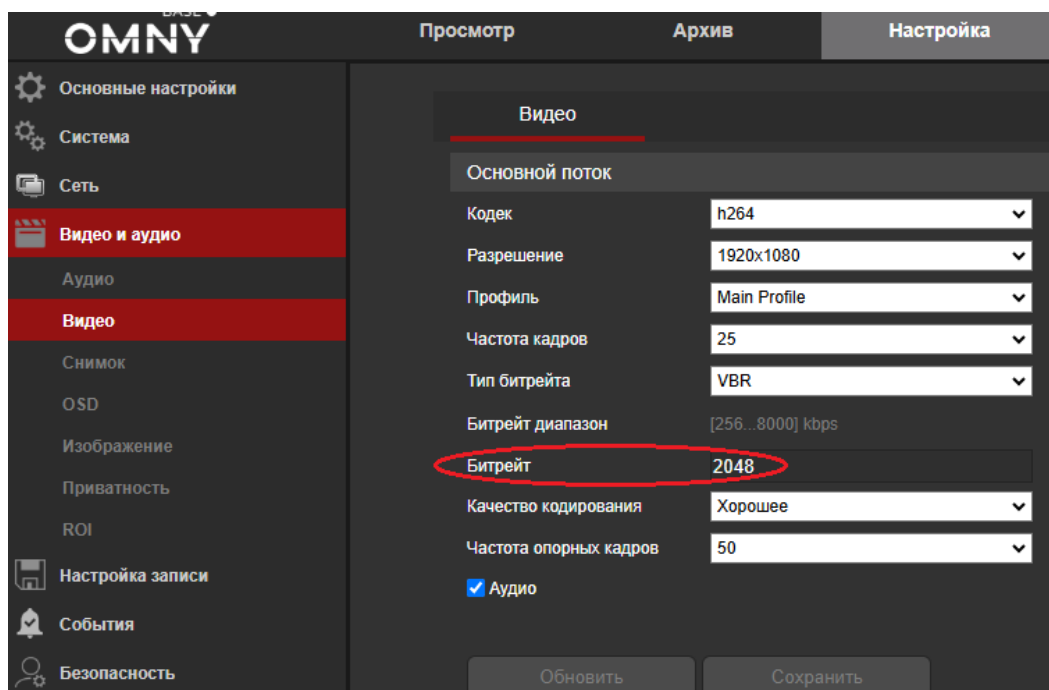 BASE
OMNY
Просмотр Архив Настройка
Основные настройки
Система
Сеть
Видео и аудио
Аудио
Видео
Снимок
OSD
Изображение
Приватность
ROI
Настройка записи
События
Безопасность
Видео
Основной поток
Кодек h264
Разрешение 1920x1080
Профиль Main Profile
Частота кадров 25
Тип битрейта VBR
Битрейт диапазон [256...8000] kbps
Битрейт 2048
Качество кодирования Хорошее
Частота опорных кадров 50
Аудио
Обновить Сохранить